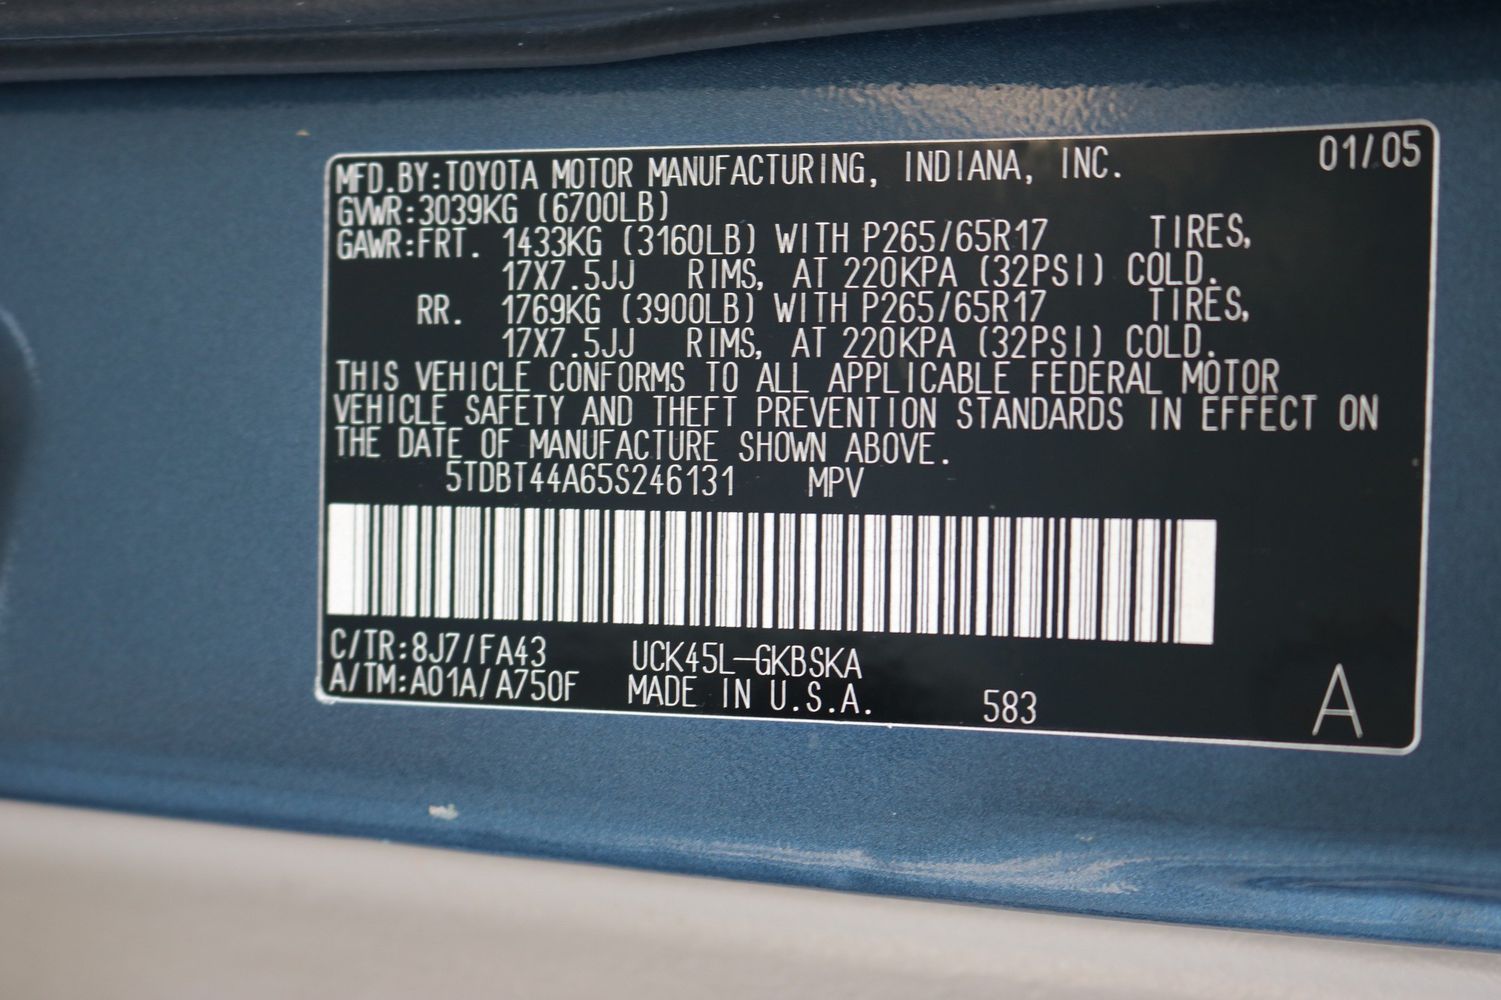 01/05
MFD.BY:TOYOTA MOTOR MANUFACTURING, INDIANA, INC.
GVWR:3039KG (6700LB)
GAWR:FRT. 1433KG (3160LB) WITH P265/65R17 TIRES,
17X7.5JJ RIMS, AT 220KPA (32PSI) COLD.
RR. 1769KG (3900LB) WITH P265/65R17 TIRES,
17X7.5JJ RIMS, AT 220KPA (32PSI) COLD.
THIS VEHICLE CONFORMS TO ALL APPLICABLE FEDERAL MOTOR
VEHICLE SAFETY AND THEFT PREVENTION STANDARDS IN EFFECT ON
THE DATE OF MANUFACTURE SHOWN ABOVE.
5TDBT44A65S246131 MPV
C/TR:8J7/FA43 UCK45L-GKBSKA
A/TM:A01A/A750F MADE IN U.S.A. 583 A